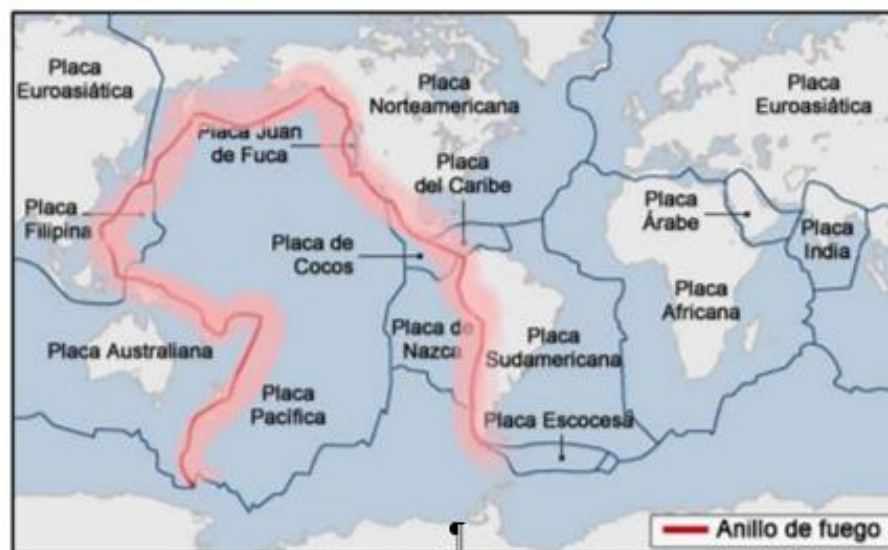 Placa
Euroasiática
Placa
Norteamericana
Placa
Euroasiática
Placa Juan
de Fuca
Placa
del Caribe
Placa
Filipina
Placa
Árabe
Placa
India
Placa de
Cocos
Placa
Africana
Placa Australiana
Placa de
Nazca
Placa
Sudamericana
Placa
Pacífica
Placa Escocesa
¶
Anillo de fuego